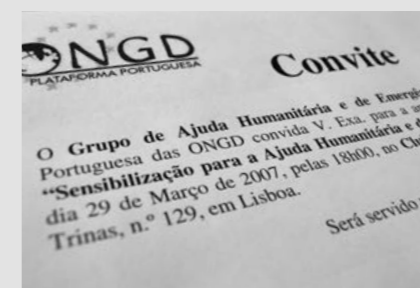 ONGD
PLATAFORMA PORTUGUESA
Convite
O Grupo de Ajuda Humanitária e de
Portuguesa das ONGD convida V. Exa. para a
“Sensibilização para a Ajuda Humanitária e
dia 29 de Março de 2007, pelas 18h00, no
Trinas, n.º 129, em Lisboa.
Será servido